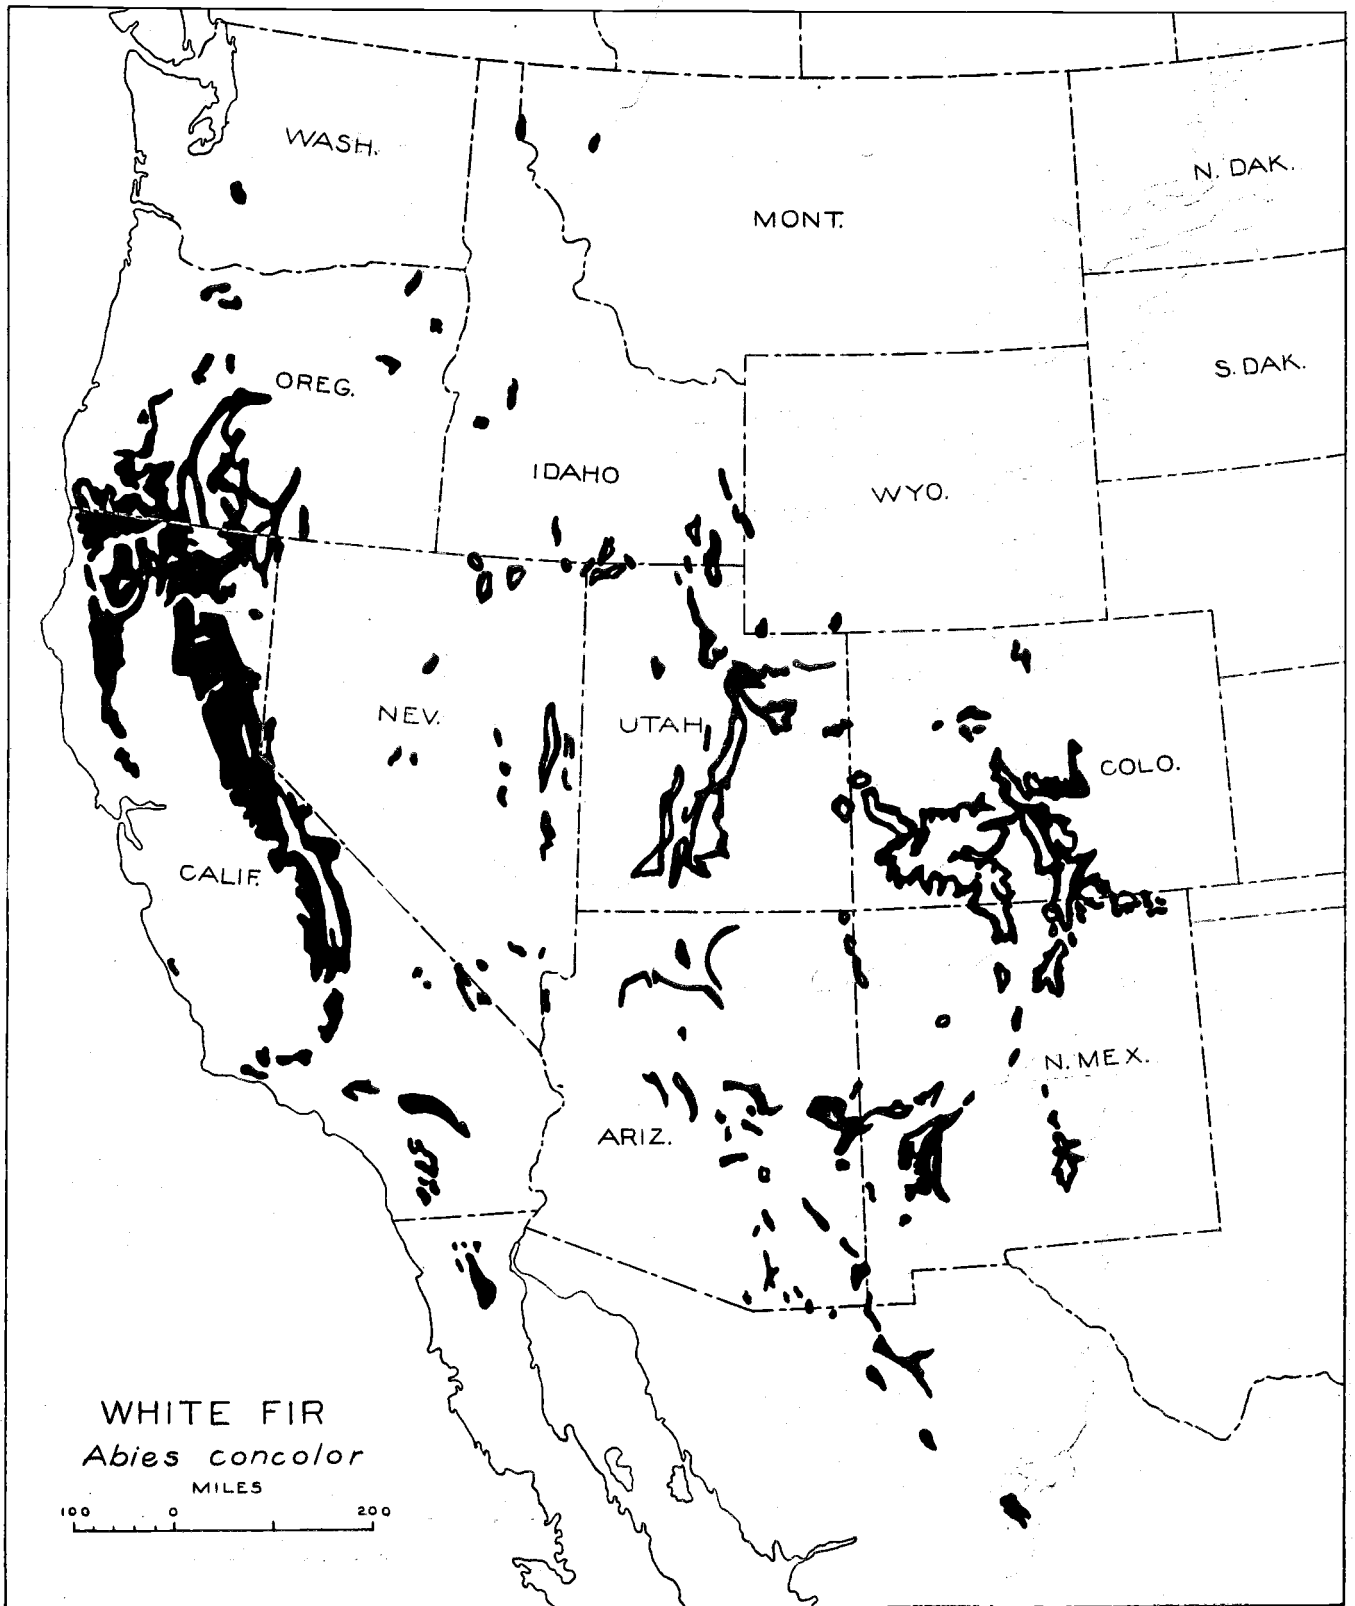 WASH.
MONT.
N. DAK.
OREG.
S. DAK.
IDAHO
WYO.
NEV.
UTAH
COLO.
CALIF.
ARIZ.
N. MEX.
WHITE FIR
Abies concolor
MILES
100 0 200